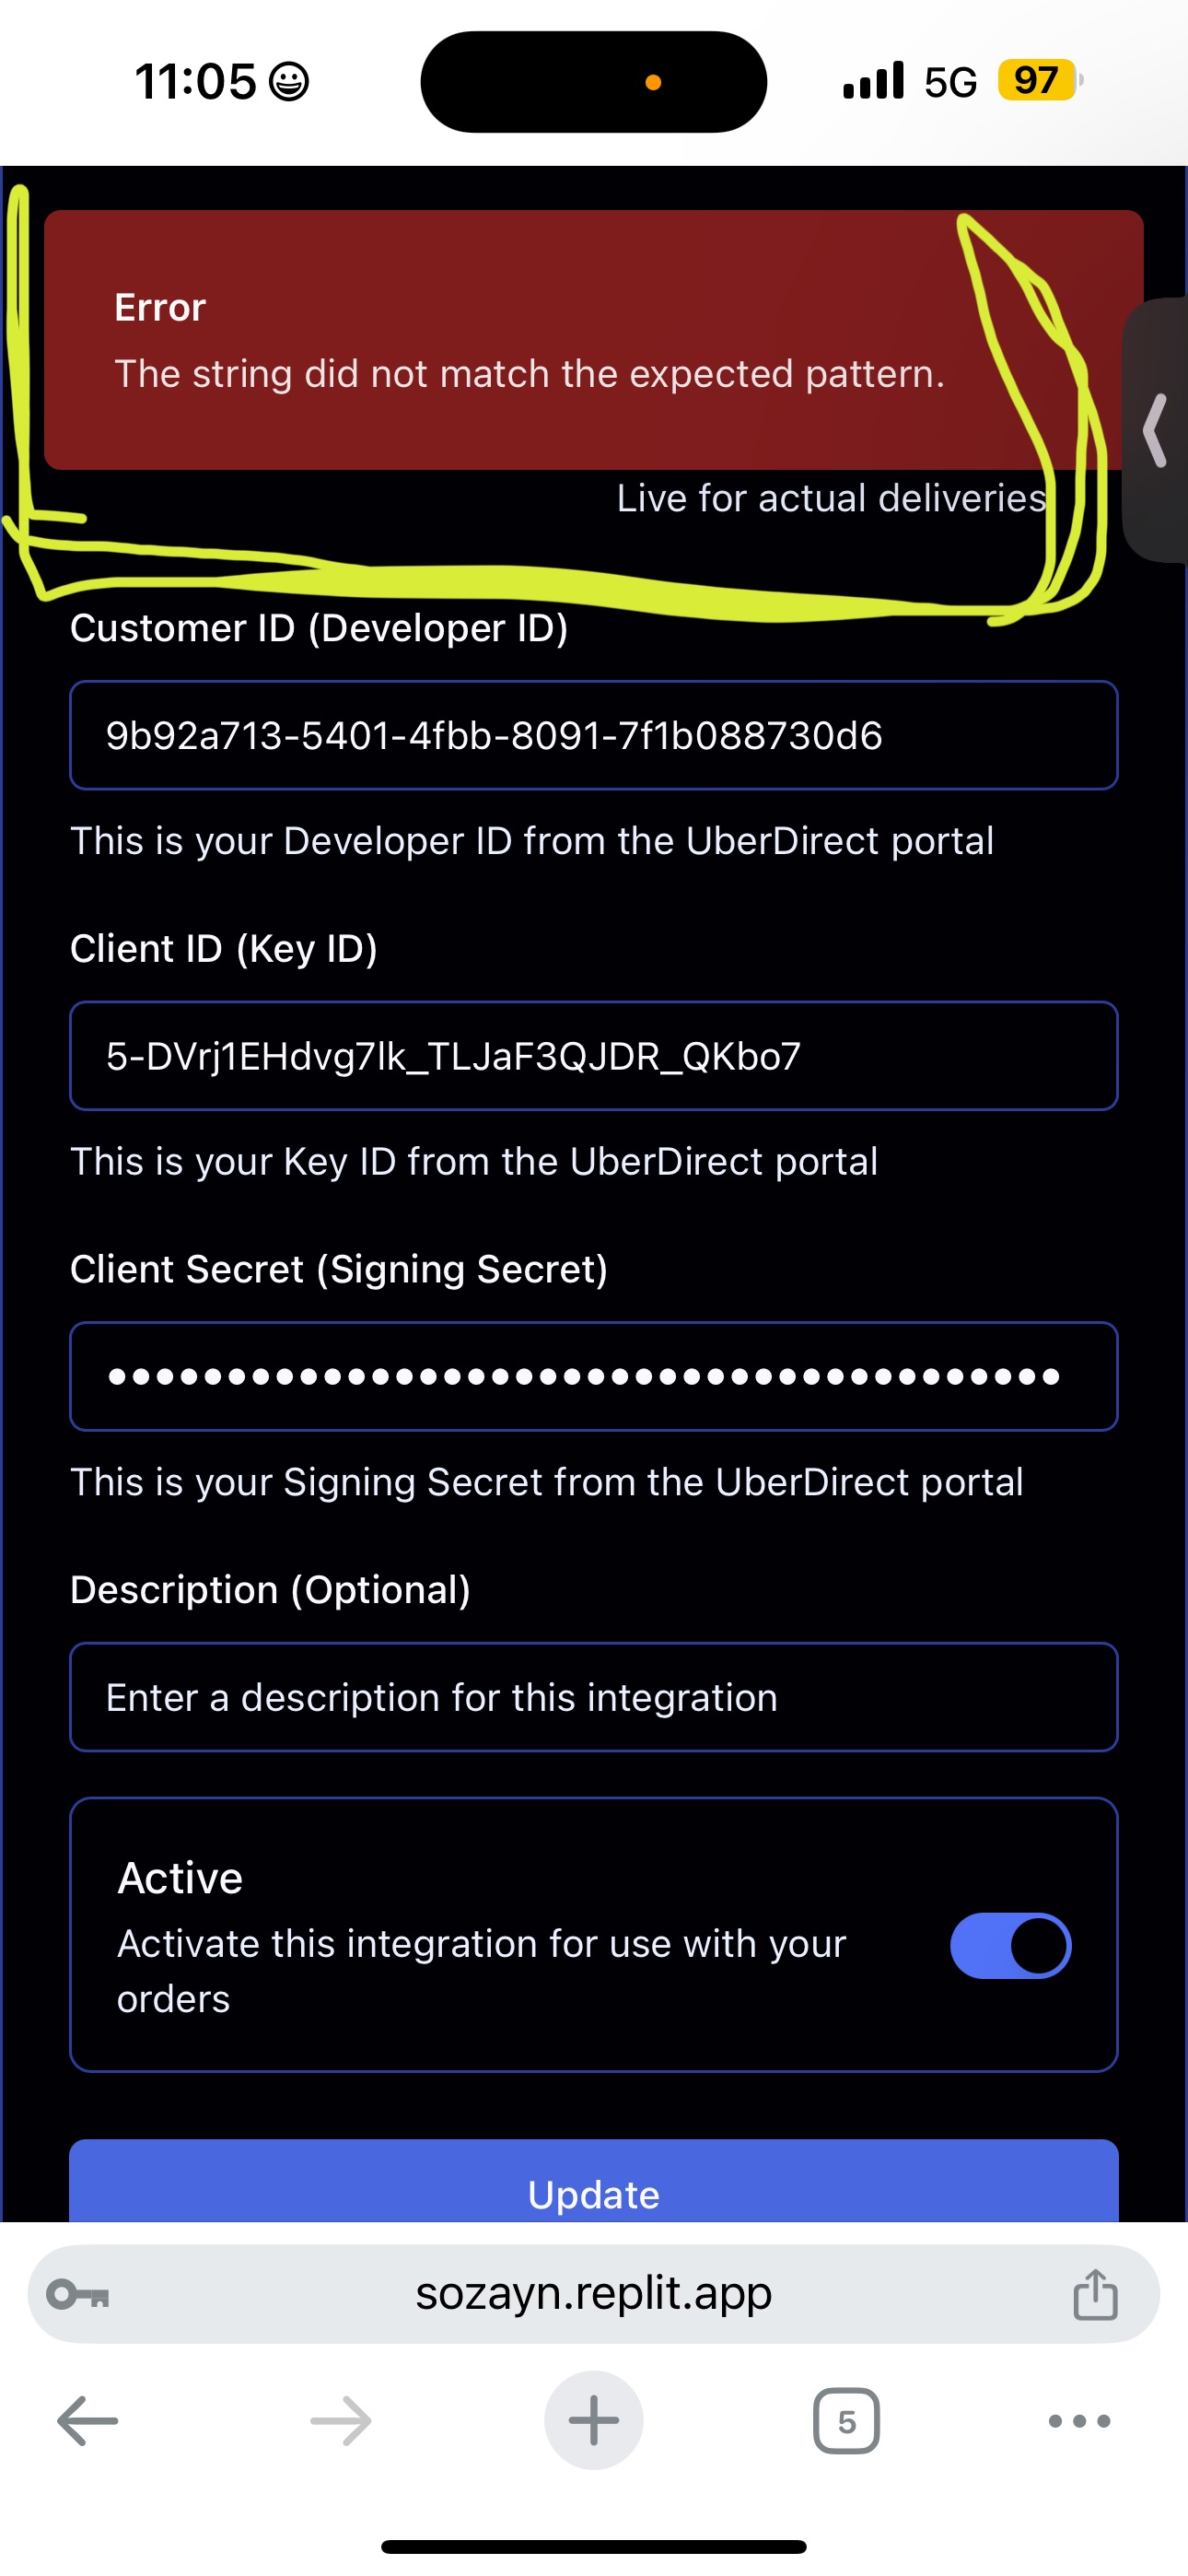 11:05
5G
97
Error
The string did not match the expected pattern.
Live for actual deliveries
Customer ID (Developer ID)
9b92a713-5401-4fbb-8091-7f1b088730d6
This is your Developer ID from the UberDirect portal
Client ID (Key ID)
5-DVrj1EHdvg7lk_TLJaF3QJDR_QKbo7
This is your Key ID from the UberDirect portal
Client Secret (Signing Secret)
••••••••••••••••••••••••••••••••••••••••
This is your Signing Secret from the UberDirect portal
Description (Optional)
Enter a description for this integration
Active
Activate this integration for use with your
orders
Update
sozayn.replit.app
5